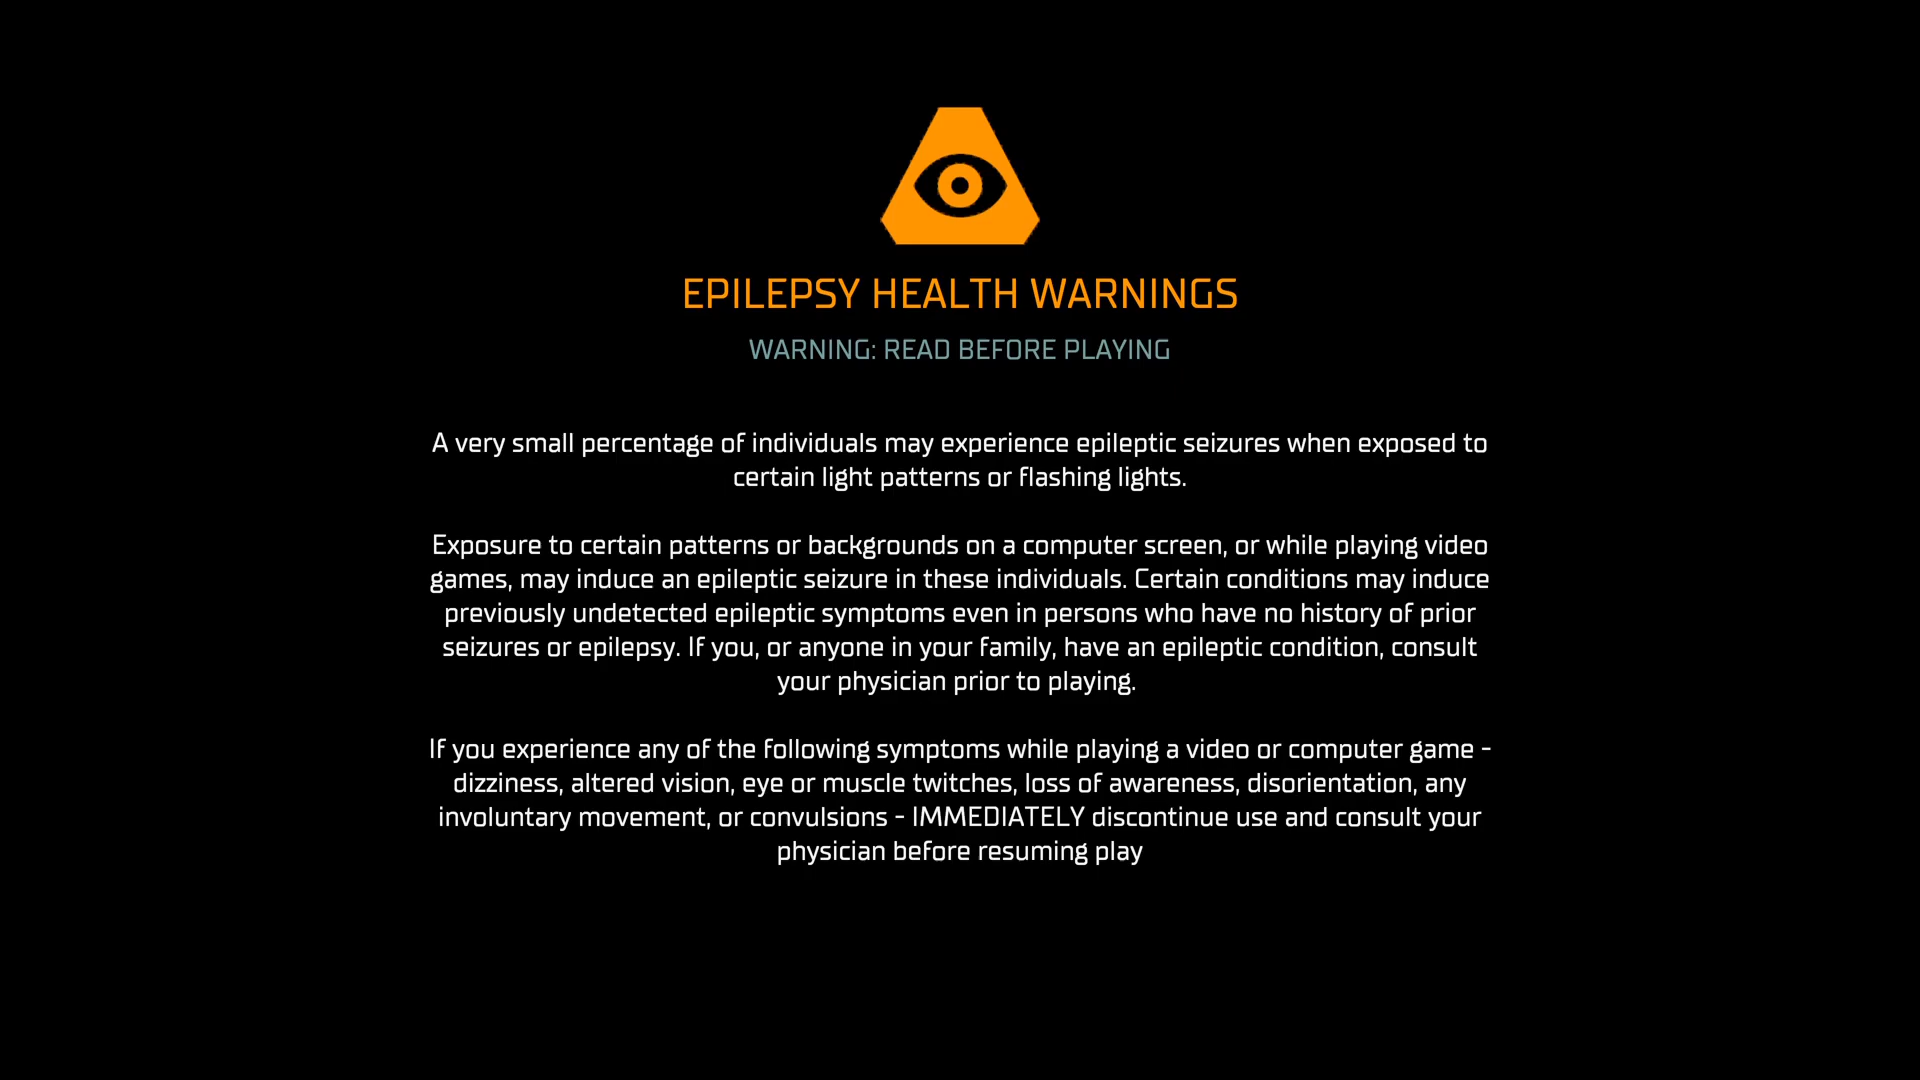 EPILEPSY HEALTH WARNINGS
WARNING: READ BEFORE PLAYING
A very small percentage of individuals may experience epileptic seizures when exposed to
certain light patterns or flashing lights.
Exposure to certain patterns or backgrounds on a computer screen, or while playing video
games, may induce an epileptic seizure in these individuals. Certain conditions may induce
previously undetected epileptic symptoms even in persons who have no history of prior
seizures or epilepsy. If you, or anyone in your family, have an epileptic condition, consult
your physician prior to playing.
If you experience any of the following symptoms while playing a video or computer game -
dizziness, altered vision, eye or muscle twitches, loss of awareness, disorientation, any
involuntary movement, or convulsions - IMMEDIATELY discontinue use and consult your
physician before resuming play